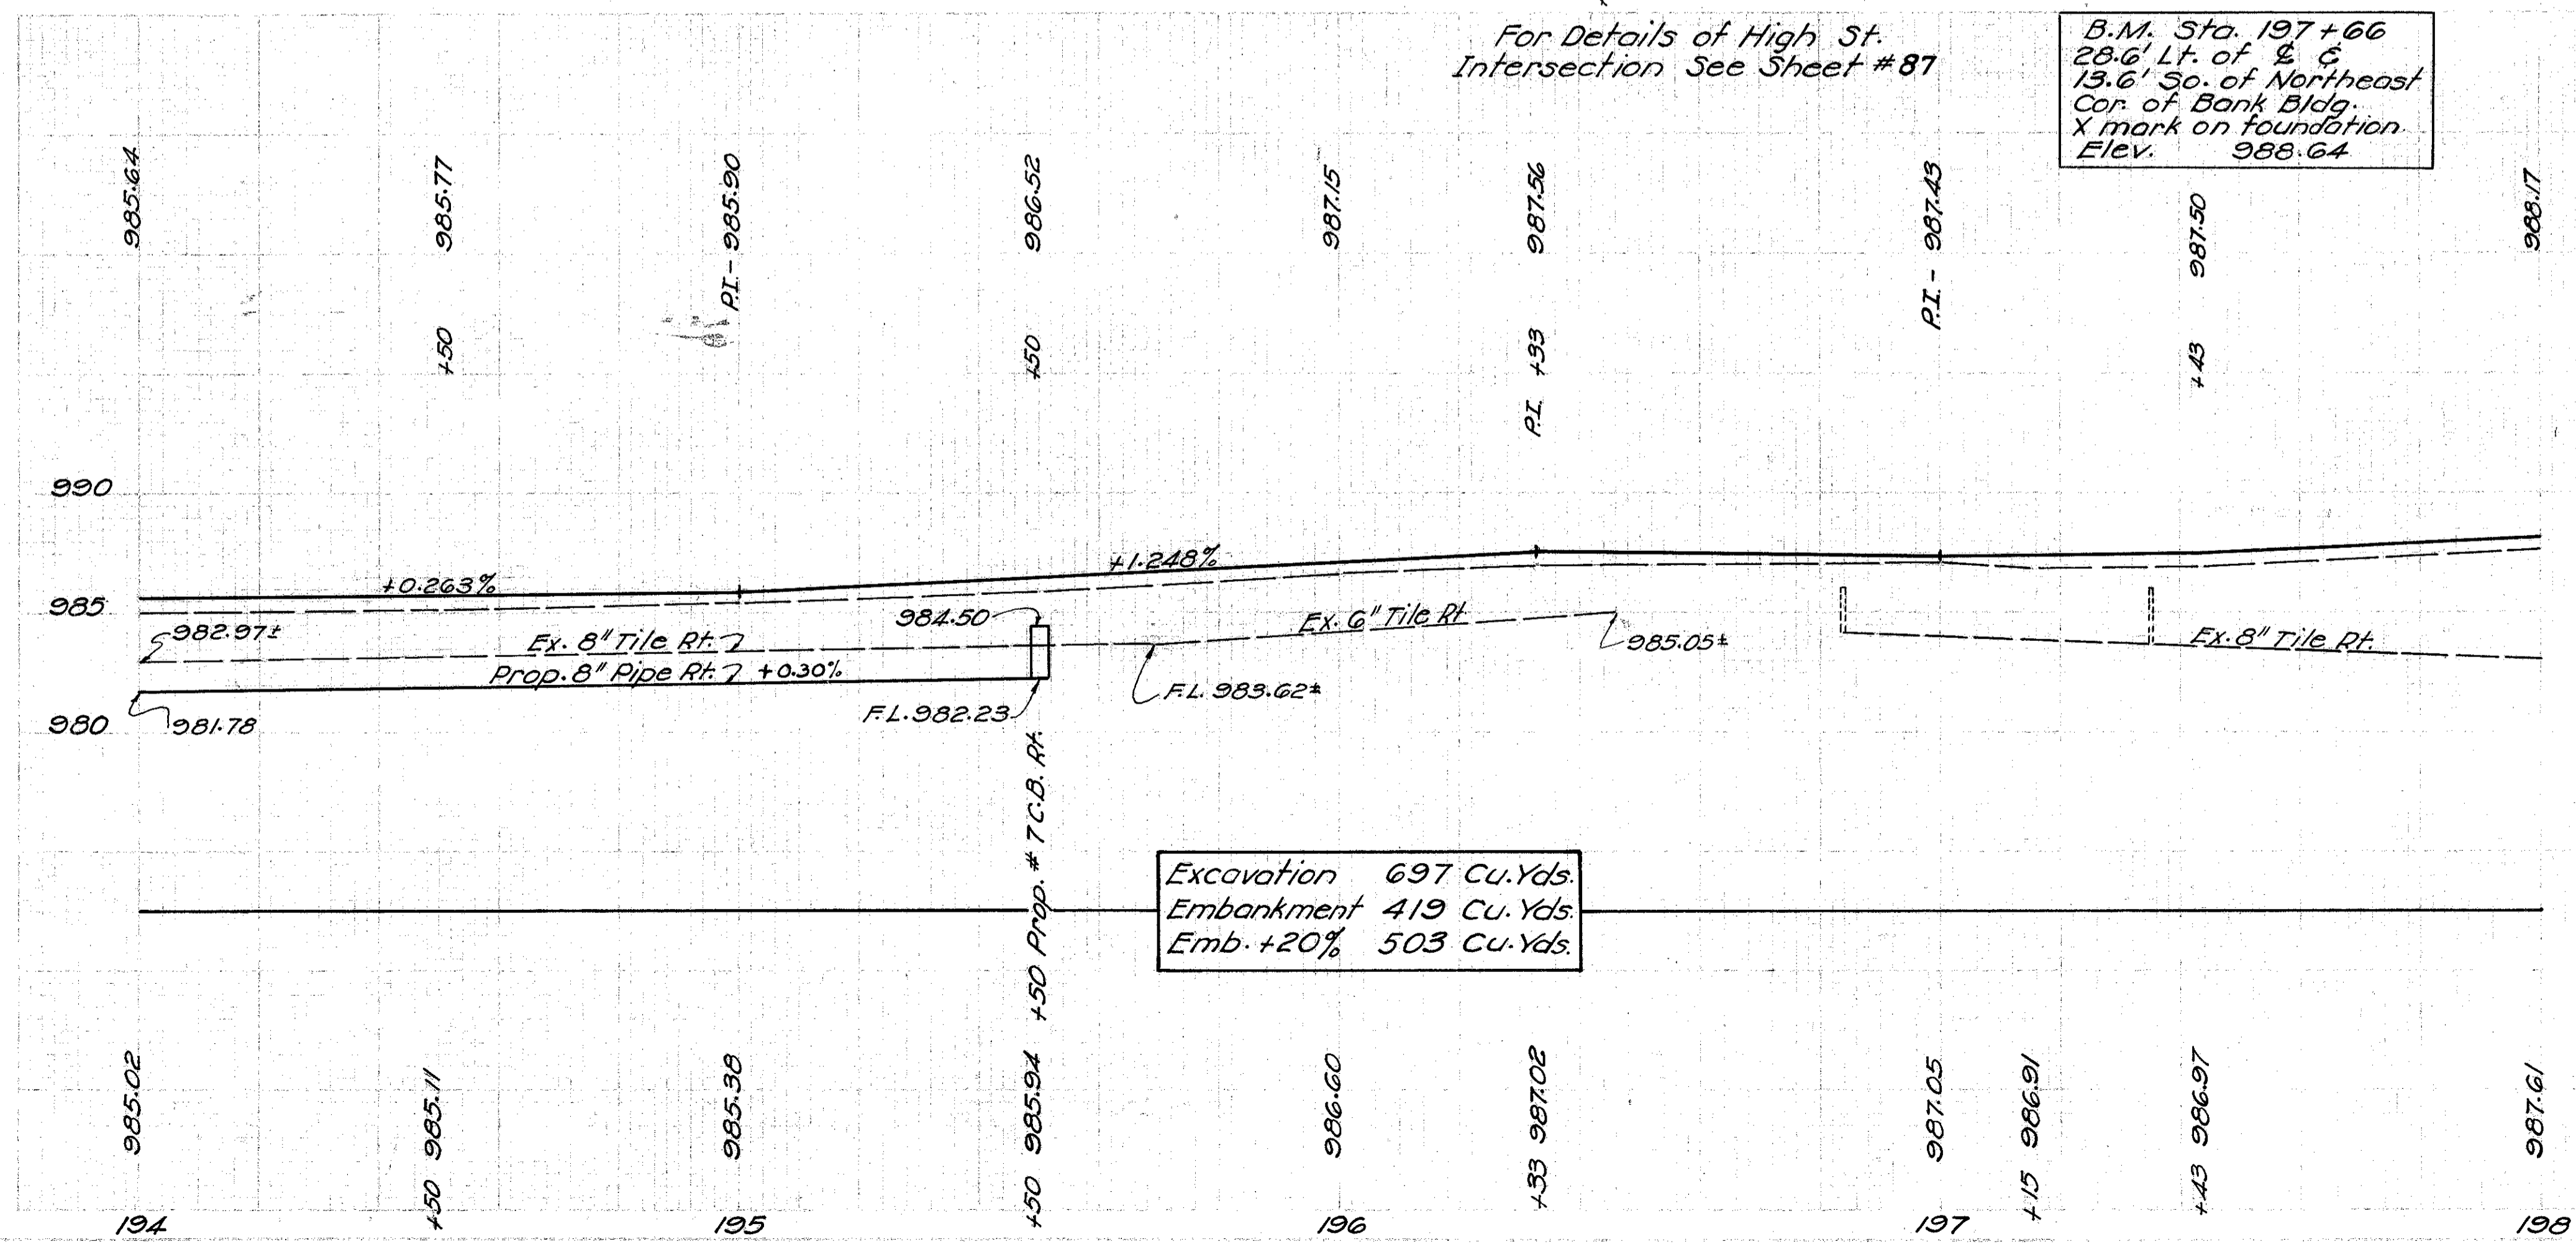 For Details of High St.
Intersection See Sheet #87
B.M. Sta. 197+66
28.6' Lt. of ℄ &
13.6' So. of Northeast
Cor. of Bank Bldg.
X mark on foundation.
Elev. 988.64
985.64
+50 985.77
P.I.- 985.90
+50 986.52
987.15
P.I. +33 987.56
P.I.- 987.43
+43 987.50
988.17
990
985
980
+0.263%
+1.248%
982.97±
Ex. 8" Tile Rt.
984.50
Ex. 6" Tile Rt.
985.05±
Ex. 8" Tile Rt.
Prop. 8" Pipe Rt. +0.30%
981.78
F.L. 982.23
F.L. 983.62±
Excavation 697 Cu.Yds.
Embankment 419 Cu.Yds.
Emb. +20% 503 Cu.Yds.
985.02
+50 985.11
985.38
+50 985.94 +50 Prop. #7 C.B. Rt.
986.60
+33 987.02
987.05
+15 986.91
+43 986.97
987.61
194
195
196
197
198